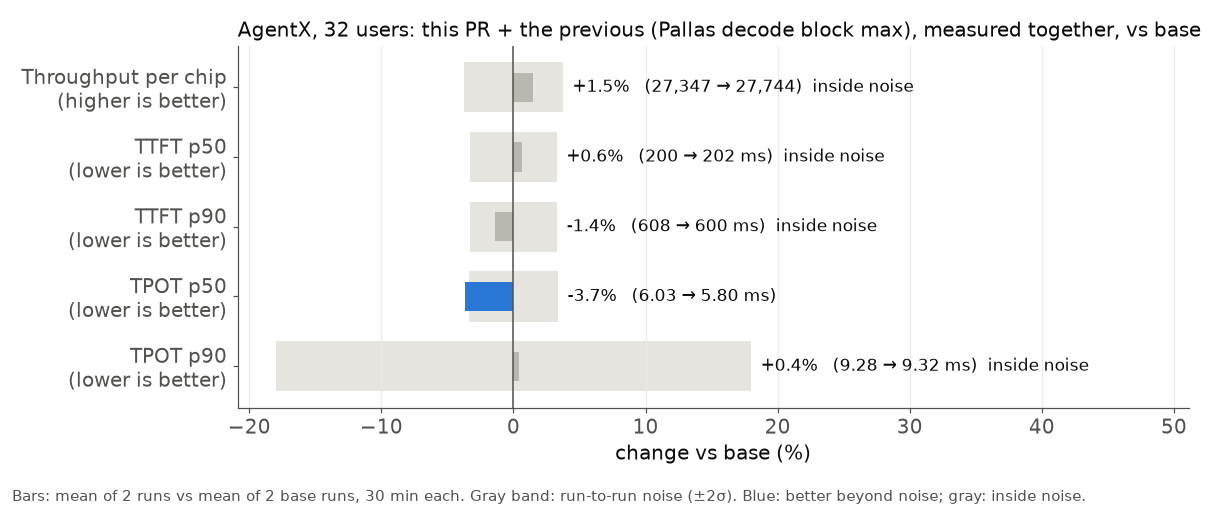 AgentX, 32 users: this PR + the previous (Pallas decode block max), measured together, vs base
Throughput per chip
(higher is better)
+1.5% (27,347 → 27,744) inside noise
TTFT p50
(lower is better)
+0.6% (200 → 202 ms) inside noise
TTFT p90
(lower is better)
-1.4% (608 → 600 ms) inside noise
TPOT p50
(lower is better)
-3.7% (6.03 → 5.80 ms)
TPOT p90
(lower is better)
+0.4% (9.28 → 9.32 ms) inside noise
−20 −10 0 10 20 30 40 50
change vs base (%)
Bars: mean of 2 runs vs mean of 2 base runs, 30 min each. Gray band: run-to-run noise (±2σ). Blue: better beyond noise; gray: inside noise.